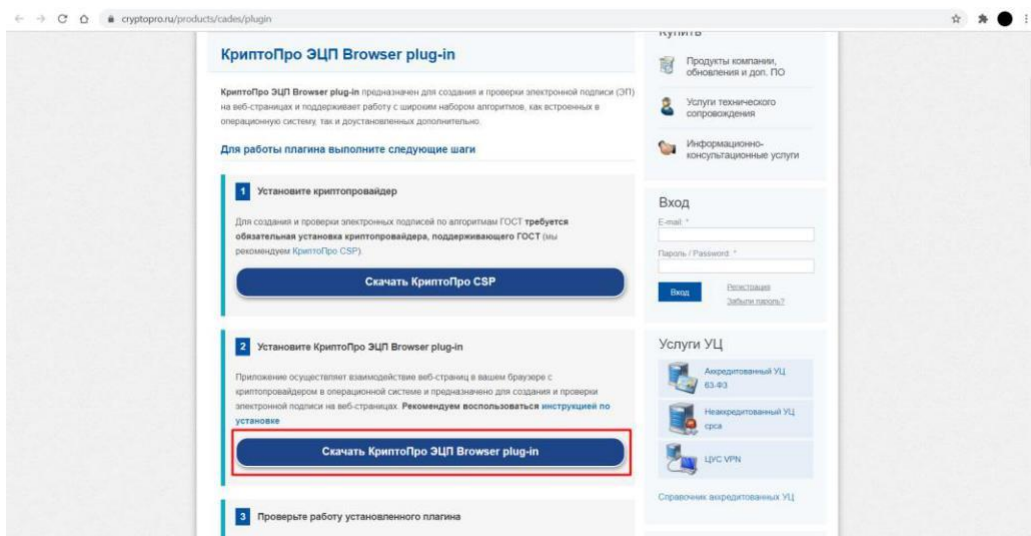 cryptopro.ru/products/cades/plugin
КриптоПро ЭЦП Browser plug-in
КриптоПро ЭЦП Browser plug-in предназначен для создания и проверки электронной подписи (ЭП)
на веб-страницах и поддерживает работу с широким набором алгоритмов, как встроенных в
операционную систему, так и доустановленных дополнительно.
Для работы плагина выполните следующие шаги
1 Установите криптопровайдер
Для создания и проверки электронных подписей по алгоритмам ГОСТ требуется
обязательная установка криптопровайдера, поддерживающего ГОСТ (мы
рекомендуем КриптоПро CSP).
Скачать КриптоПро CSP
2 Установите КриптоПро ЭЦП Browser plug-in
Приложение осуществляет взаимодействие веб-страниц в вашем браузере с
криптопровайдером в операционной системе и предназначено для создания и проверки
электронной подписи на веб-страницах. Рекомендуем воспользоваться инструкцией по
установке
Скачать КриптоПро ЭЦП Browser plug-in
3 Проверьте работу установленного плагина
Купить
Продукты компании,
обновления и доп. ПО
Услуги технического
сопровождения
Информационно-
консультационные услуги
Вход
E-mail: *
Пароль / Password: *
Вход
Регистрация
Забыли пароль?
Услуги УЦ
Аккредитованный УЦ
63-ФЗ
Неаккредитованный УЦ
срса
ЦУС VPN
Справочник аккредитованных УЦ